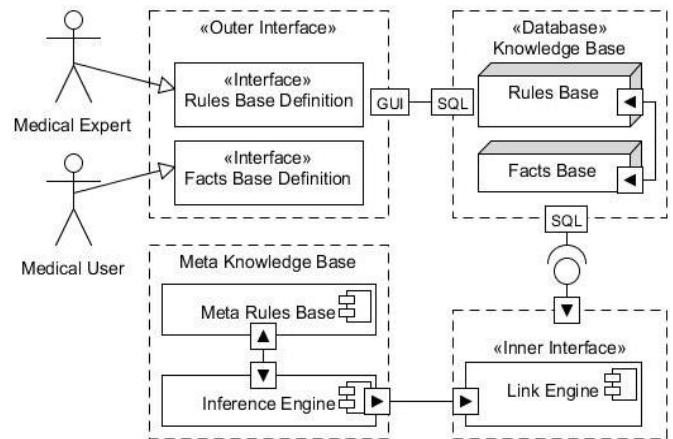 «Outer Interface»
«Interface»
Rules Base Definition
Medical Expert
«Interface»
Facts Base Definition
Medical User
GUI
SQL
«Database»
Knowledge Base
Rules Base
Facts Base
SQL
Meta Knowledge Base
Meta Rules Base
Inference Engine
«Inner Interface»
Link Engine